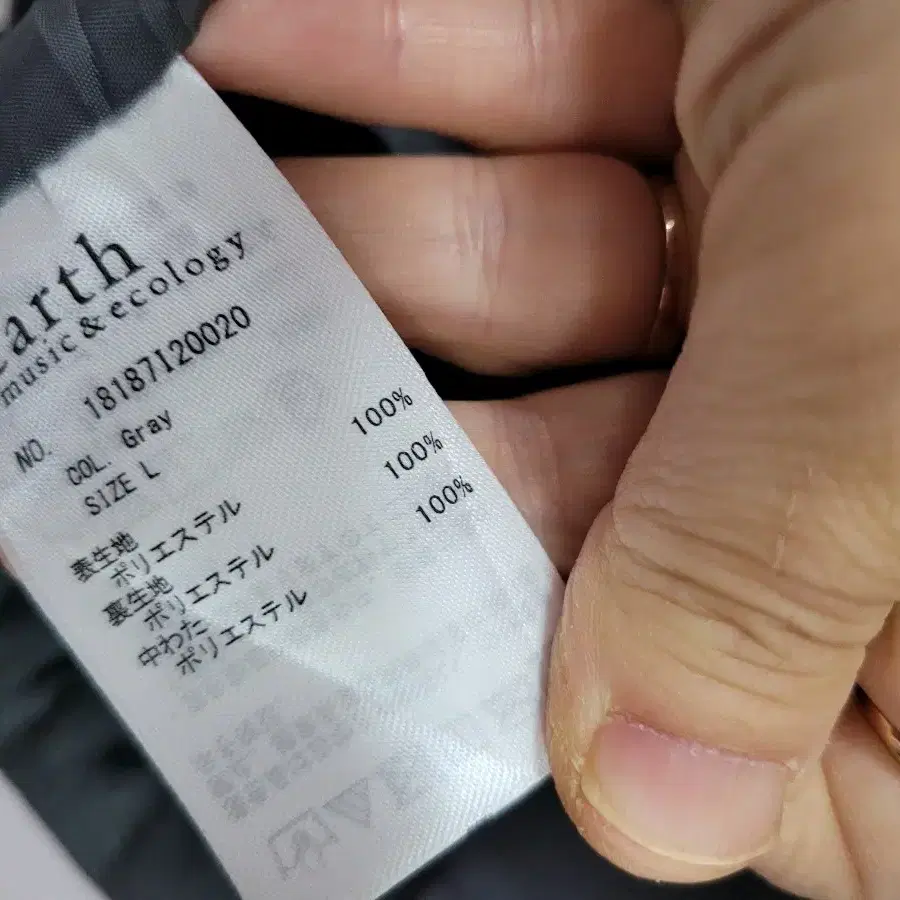 earth
music&ecology
NO. 18187120020
COL. Gray
SIZE L
表生地
ポリエステル 100%
裏生地
ポリエステル 100%
中わた
ポリエステル 100%